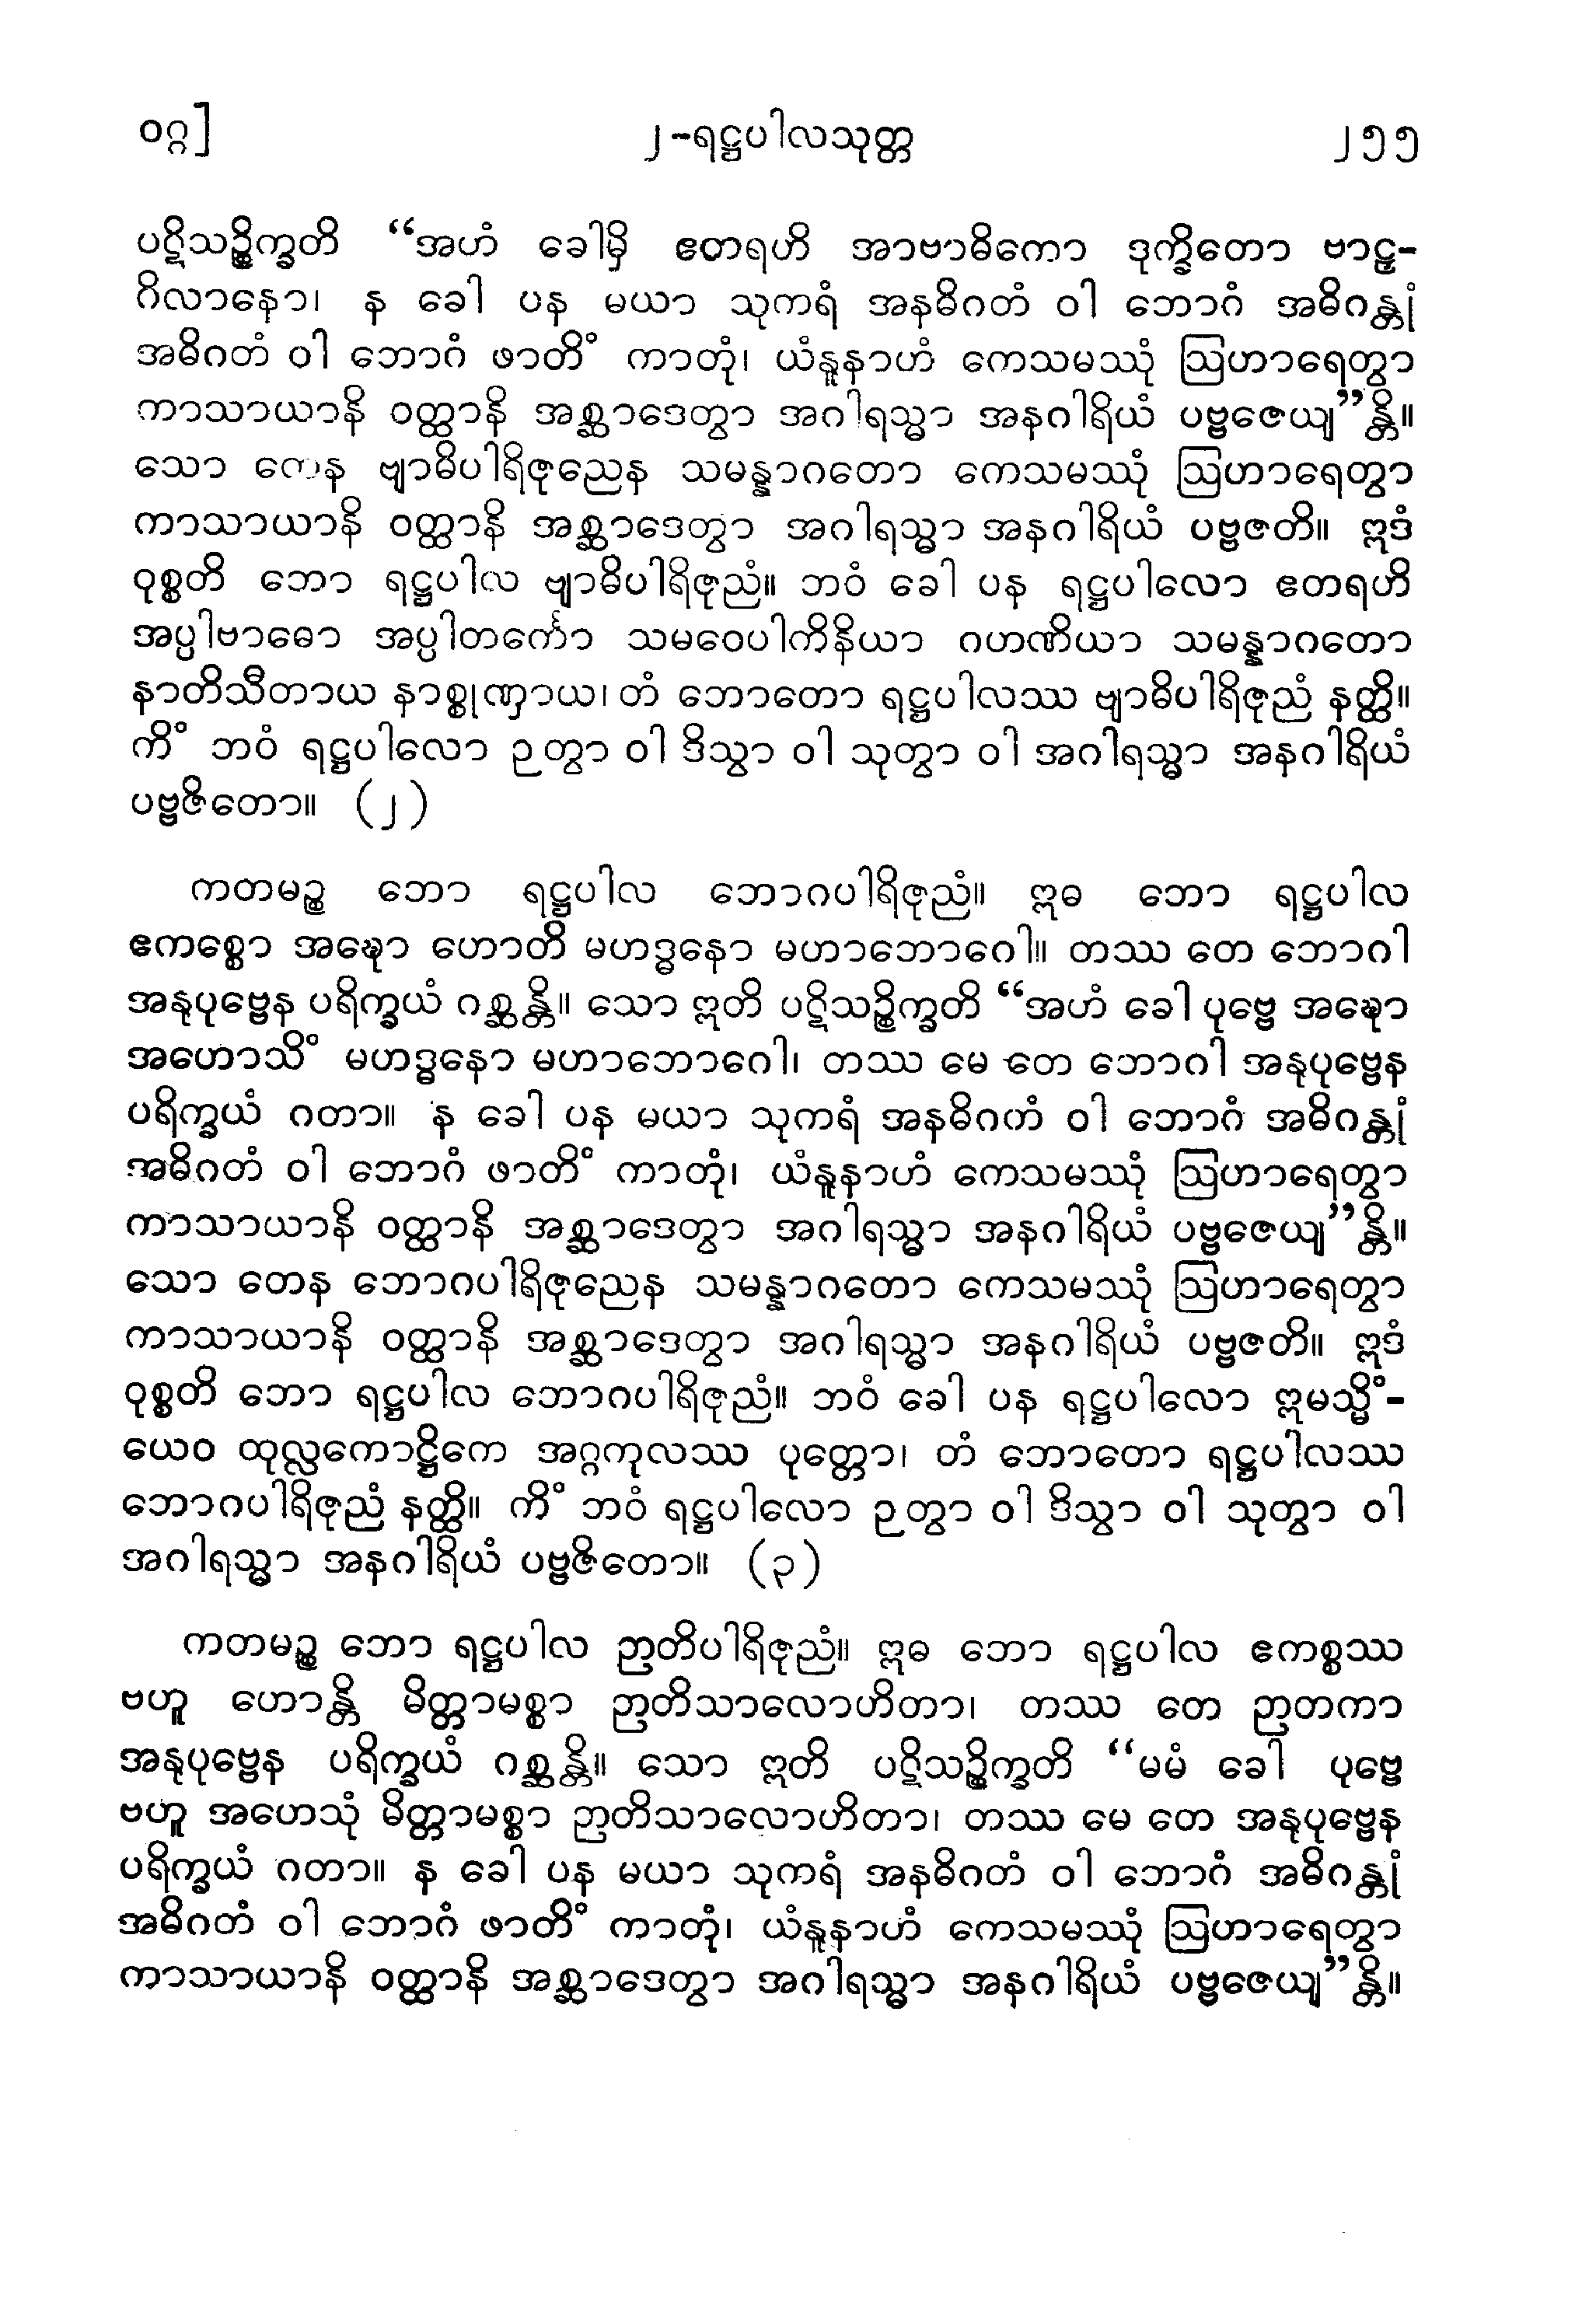 ဝဂ္ဂ]
၂-ရဋ္ဌပါလသုတ္တ
၂၅၅
ပဋိသဉ္စိက္ခတိ “အဟံ ခေါမှိ ဧတရဟိ အာဗာဓိကော ဒုက္ခိတော ဗာဠှ-
ဂိလာနော၊ န ခေါ ပန မယာ သုကရံ အနဓိဂတံ ဝါ ဘောဂံ အဓိဂန္တုံ
အဓိဂတံ ဝါ ဘောဂံ ဖာတိံ ကာတုံ၊ ယံနူနာဟံ ကေသမဿုံ ဩဟာရေတွာ
ကာသာယာနိ ဝတ္ထာနိ အစ္ဆာဒေတွာ အဂါရသ္မာ အနဂါရိယံ ပဗ္ဗဇေယျ”န္တိ။
သော တေန ဗျာဓိပါရိဇုညေန သမန္နာဂတော ကေသမဿုံ ဩဟာရေတွာ
ကာသာယာနိ ဝတ္ထာနိ အစ္ဆာဒေတွာ အဂါရသ္မာ အနဂါရိယံ ပဗ္ဗဇတိ။ ဣဒံ
ဝုစ္စတိ ဘော ရဋ္ဌပါလ ဗျာဓိပါရိဇုညံ။ ဘဝံ ခေါ ပန ရဋ္ဌပါလော ဧတရဟိ
အပ္ပါဗာဓော အပ္ပါတင်္ကော သမဝေပါကိနိယာ ဂဟဏိယာ သမန္နာဂတော
နာတိသီတာယ နာစ္စုဏှာယ၊ တံ ဘောတော ရဋ္ဌပါလဿ ဗျာဓိပါရိဇုညံ နတ္ထိ။
ကိံ ဘဝံ ရဋ္ဌပါလော ဉတွာ ဝါ ဒိသွာ ဝါ သုတွာ ဝါ အဂါရသ္မာ အနဂါရိယံ
ပဗ္ဗဇိတော။ (၂)
ကတမဉ္စ ဘော ရဋ္ဌပါလ ဘောဂပါရိဇုညံ။ ဣဓ ဘော ရဋ္ဌပါလ
ဧကစ္စော အဍ္ဎော ဟောတိ မဟဒ္ဓနော မဟာဘောဂေါ။ တဿ တေ ဘောဂါ
အနုပုဗ္ဗေန ပရိက္ခယံ ဂစ္ဆန္တိ။ သော ဣတိ ပဋိသဉ္စိက္ခတိ “အဟံ ခေါ ပုဗ္ဗေ အဍ္ဎော
အဟောသိံ မဟဒ္ဓနော မဟာဘောဂေါ၊ တဿ မေ တေ ဘောဂါ အနုပုဗ္ဗေန
ပရိက္ခယံ ဂတာ။ န ခေါ ပန မယာ သုကရံ အနဓိဂတံ ဝါ ဘောဂံ အဓိဂန္တုံ
အဓိဂတံ ဝါ ဘောဂံ ဖာတိံ ကာတုံ၊ ယံနူနာဟံ ကေသမဿုံ ဩဟာရေတွာ
ကာသာယာနိ ဝတ္ထာနိ အစ္ဆာဒေတွာ အဂါရသ္မာ အနဂါရိယံ ပဗ္ဗဇေယျ”န္တိ။
သော တေန ဘောဂပါရိဇုညေန သမန္နာဂတော ကေသမဿုံ ဩဟာရေတွာ
ကာသာယာနိ ဝတ္ထာနိ အစ္ဆာဒေတွာ အဂါရသ္မာ အနဂါရိယံ ပဗ္ဗဇတိ။ ဣဒံ
ဝုစ္စတိ ဘော ရဋ္ဌပါလ ဘောဂပါရိဇုညံ။ ဘဝံ ခေါ ပန ရဋ္ဌပါလော ဣမသ္မိံ-
ယေဝ ထုလ္လကောဋ္ဌိကေ အဂ္ဂကုလဿ ပုတ္တော၊ တံ ဘောတော ရဋ္ဌပါလဿ
ဘောဂပါရိဇုညံ နတ္ထိ။ ကိံ ဘဝံ ရဋ္ဌပါလော ဉတွာ ဝါ ဒိသွာ ဝါ သုတွာ ဝါ
အဂါရသ္မာ အနဂါရိယံ ပဗ္ဗဇိတော။ (၃)
ကတမဉ္စ ဘော ရဋ္ဌပါလ ဉာတိပါရိဇုညံ။ ဣဓ ဘော ရဋ္ဌပါလ ဧကစ္စဿ
ဗဟူ ဟောန္တိ မိတ္တာမစ္စာ ဉာတိသာလောဟိတာ၊ တဿ တေ ဉာတကာ
အနုပုဗ္ဗေန ပရိက္ခယံ ဂစ္ဆန္တိ။ သော ဣတိ ပဋိသဉ္စိက္ခတိ “မမံ ခေါ ပုဗ္ဗေ
ဗဟူ အဟေသုံ မိတ္တာမစ္စာ ဉာတိသာလောဟိတာ၊ တဿ မေ တေ အနုပုဗ္ဗေန
ပရိက္ခယံ ဂတာ။ န ခေါ ပန မယာ သုကရံ အနဓိဂတံ ဝါ ဘောဂံ အဓိဂန္တုံ
အဓိဂတံ ဝါ ဘောဂံ ဖာတိံ ကာတုံ၊ ယံနူနာဟံ ကေသမဿုံ ဩဟာရေတွာ
ကာသာယာနိ ဝတ္ထာနိ အစ္ဆာဒေတွာ အဂါရသ္မာ အနဂါရိယံ ပဗ္ဗဇေယျ”န္တိ။